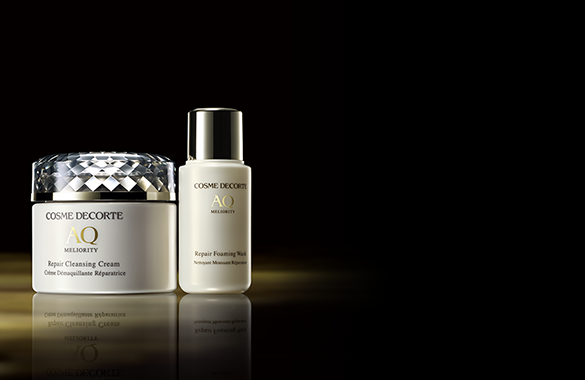 COSME DECORTE
AQ
MELIORITY
Repair Cleansing Cream
Crème Démaquillante Réparatrice
COSME DECORTE
AQ
MELIORITY
Repair Foaming Wash
Nettoyant Moussant Réparateur